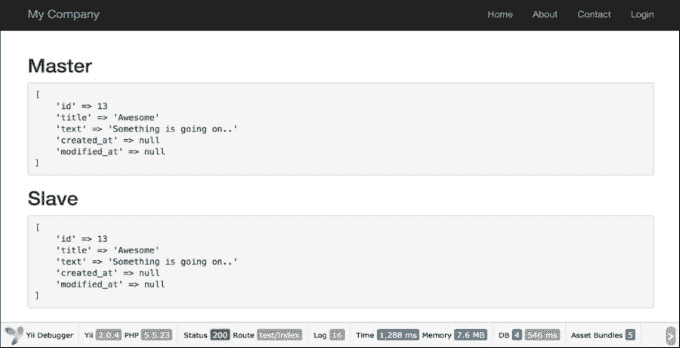 My Company Home About Contact Login
Master
[
'id' => 13
'title' => 'Awesome'
'text' => 'Something is going on..'
'created_at' => null
'modified_at' => null
]
Slave
[
'id' => 13
'title' => 'Awesome'
'text' => 'Something is going on..'
'created_at' => null
'modified_at' => null
]
Yii Debugger Yii 2.0.4 PHP 5.5.23 Status 200 Route test/index Log 16 Time 1,288 ms Memory 7.6 MB DB 4 546 ms Asset Bundles 5